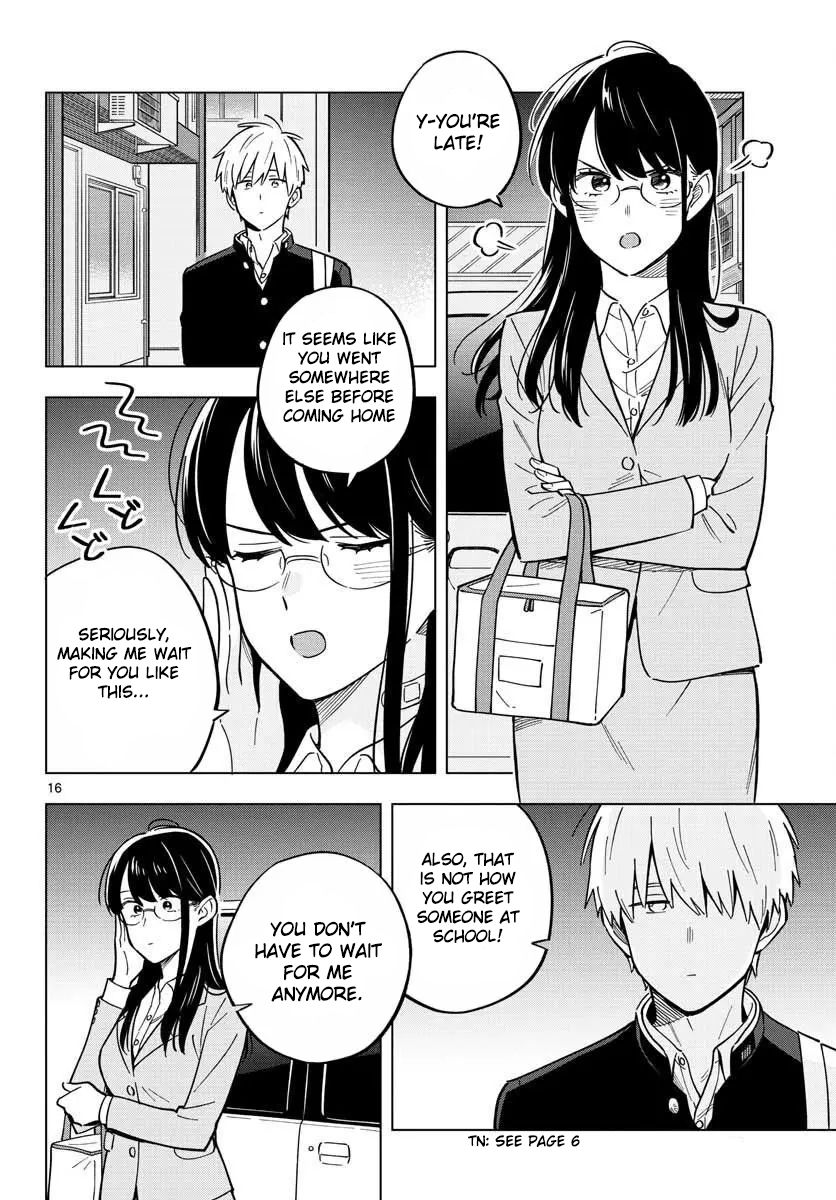 Y-YOU'RE
LATE!
IT SEEMS LIKE
YOU WENT
SOMEWHERE
ELSE BEFORE
COMING HOME
くどくど
SERIOUSLY,
MAKING ME WAIT
FOR YOU LIKE
THIS...
16
ALSO, THAT
IS NOT HOW
YOU GREET
SOMEONE AT
SCHOOL!
YOU DON'T
HAVE TO WAIT
FOR ME
ANYMORE.
TN: SEE PAGE 6